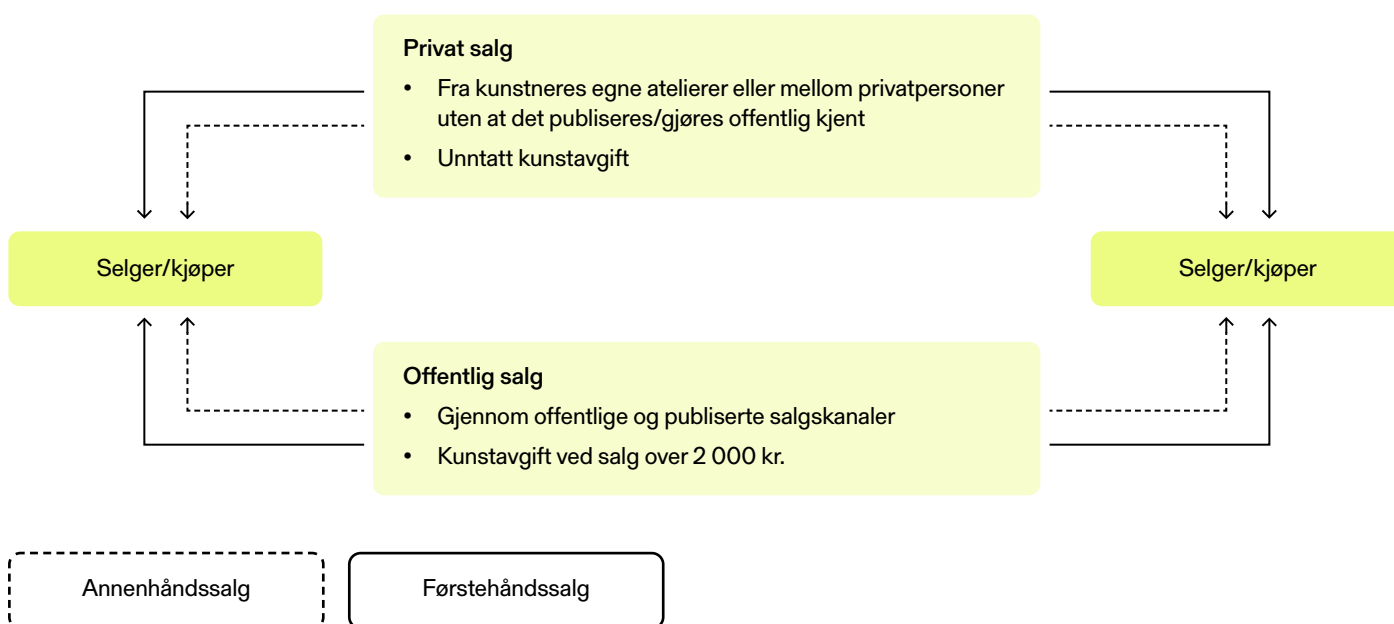 Privat salg
• Fra kunstneres egne atelierer eller mellom privatpersoner
uten at det publiseres/gjøres offentlig kjent
• Unntatt kunstavgift
Selger/kjøper
Selger/kjøper
Offentlig salg
• Gjennom offentlige og publiserte salgskanaler
• Kunstavgift ved salg over 2 000 kr.
Annenhåndssalg
Førstehåndssalg